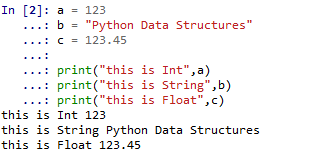 In [2]: a = 123
   ...: b = "Python Data Structures"
   ...: c = 123.45
   ...:
   ...: print("this is Int",a)
   ...: print("this is String",b)
   ...: print("this is Float",c)
this is Int 123
this is String Python Data Structures
this is Float 123.45